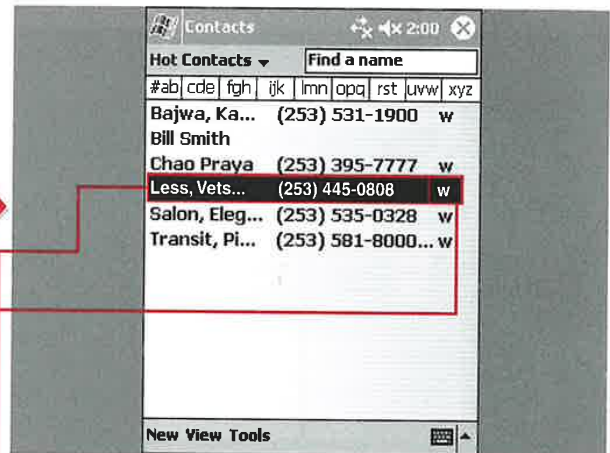 Contacts 2:00
Hot Contacts Find a name
#ab cde fgh ijk lmn opq rst uvw xyz
Bajwa, Ka... (253) 531-1900 w
Bill Smith
Chao Praya (253) 395-7777 w
Less, Vets... (253) 445-0808 w
Salon, Eleg... (253) 535-0328 w
Transit, Pi... (253) 581-8000... w
New View Tools